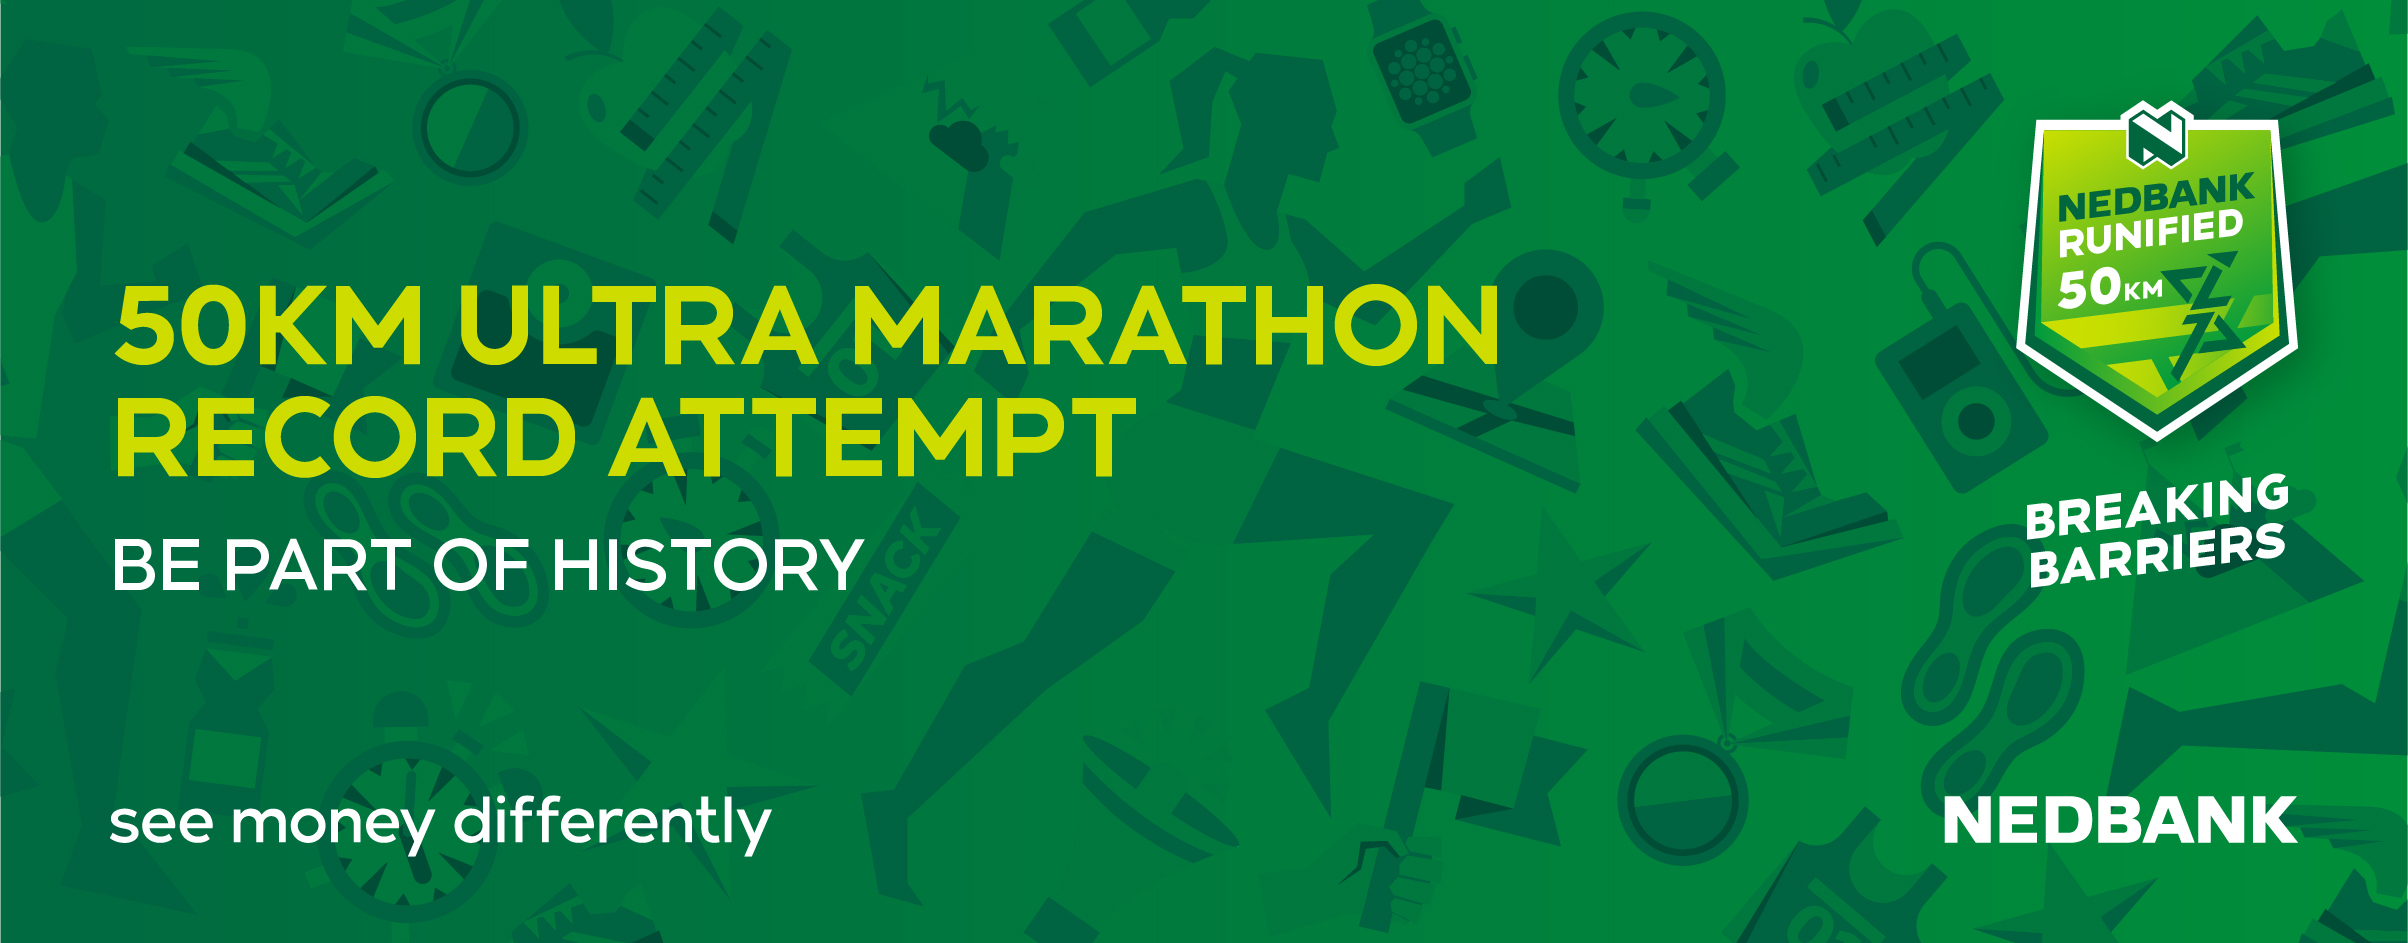 50KM ULTRA MARATHON
RECORD ATTEMPT
BE PART OF HISTORY
see money differently
SNACK
NEDBANK
RUNIFIED
50KM
BREAKING
BARRIERS
NEDBANK